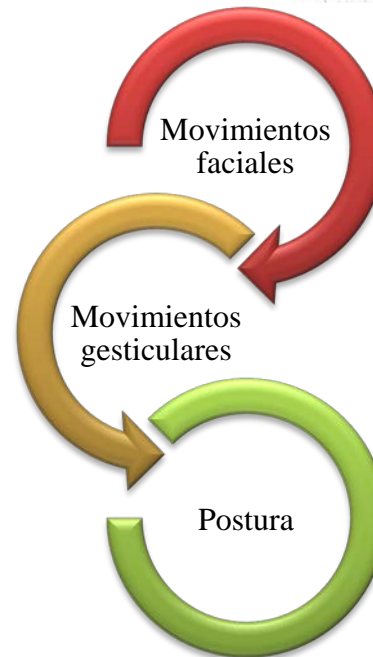 Movimientos
faciales
Movimientos
gesticulares
Postura